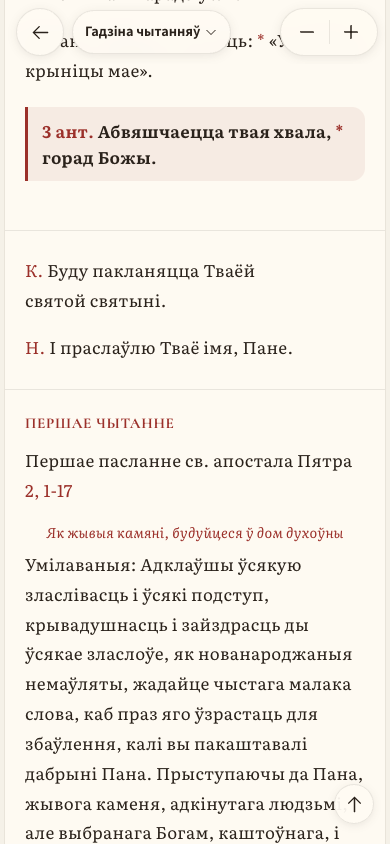 Гадзіна чытанняў
крыніцы мае».
3 ант. Абвяшчаецца твая хвала, *
горад Божы.
К. Буду пакланяцца Тваёй
святой святыні.
Н. І праслаўлю Тваё імя, Пане.
ПЕРШАЕ ЧЫТАННЕ
Першае пасланне св. апостала Пятра
2, 1-17
Як жывыя камяні, будуйцеся ў дом духоўны
Умілаваныя: Адклаўшы ўсякую
зласлівасць і ўсякі подступ,
крывадушнасць і зайздрасць ды
ўсякае зласлоўе, як нованароджаныя
немаўляты, жадайце чыстага малака
слова, каб праз яго ўзрастаць для
збаўлення, калі вы пакаштавалі
дабрыні Пана. Прыступаючы да Пана,
жывога каменя, адкінутага
але выбранага Богам, каштоўнага, і